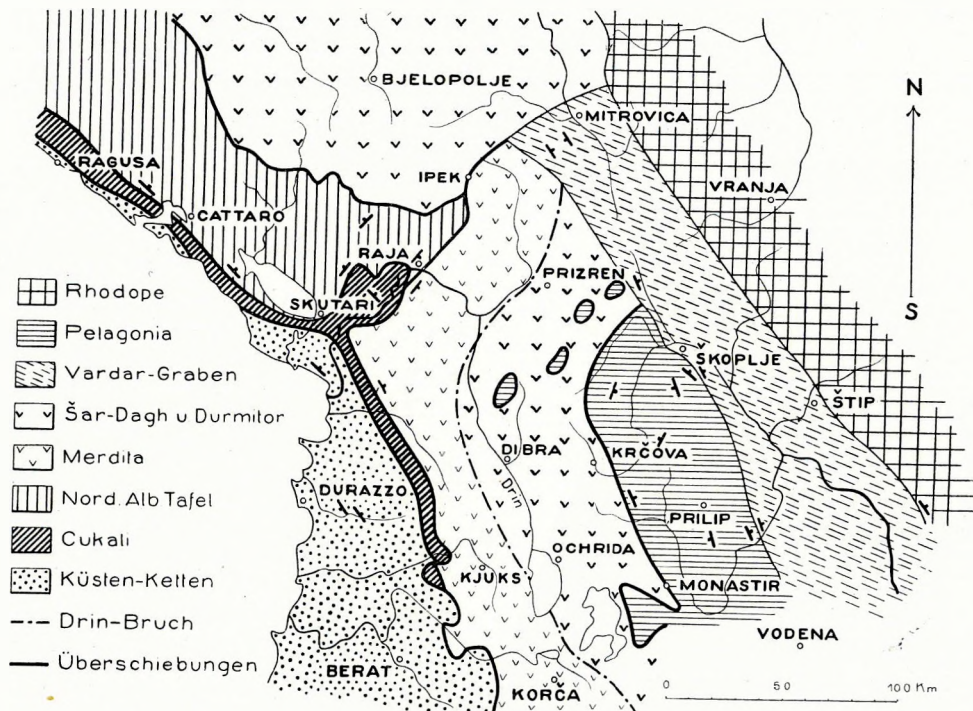 BJELOPOLJE
N
MITROVICA
RAGUSA
IPEK
VRANJA
CATTARO
RAJA
PRIZREN
Rhodope
SKUTARI
S
Pelagonia
SKOPLJE
Vardar-Graben
ŠTIP
Šar-Dagh u Durmitor
DIBRA
KRČOVA
Merdita
Drin
Nord. Alb Tafel
DURAZZO
PRILIP
Cukali
OCHRIDA
Küsten-Ketten
KJUKS
MONASTIR
Drin-Bruch
VODENA
Überschiebungen
BERAT
KORČA
0 50 100 Km